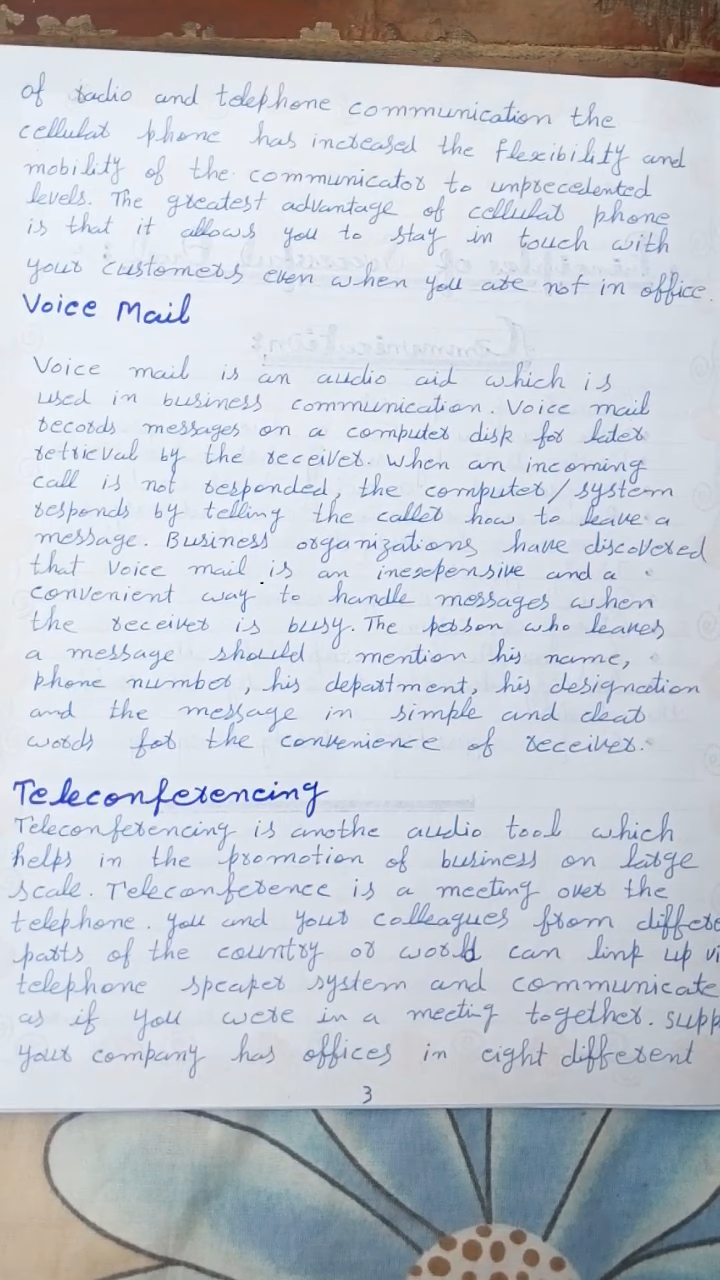 of radio and telephone communication the
cellular phone has increased the flexibility and
mobility of the communicator to unprecedented
levels. The greatest advantage of cellular phone
is that it allows you to stay in touch with
your customers even when you are not in office.
Voice Mail
Voice mail is an audio aid which is
used in business communication. Voice mail
records messages on a computer disk for later
retrieval by the receiver. When an incoming
call is not responded, the computer/system
responds by telling the caller how to leave a
message. Business organizations have discovered
that Voice mail is an inexpensive and a
convenient way to handle messages when
the receiver is busy. The person who leaves
a message should mention his name,
phone number, his department, his designation
and the message in simple and clear
words for the convenience of receiver.
Teleconferencing
Teleconferencing is anothe audio tool which
helps in the promotion of business on large
scale. Teleconference is a meeting over the
telephone. you and your colleagues from differe
parts of the country or world can link up vi
telephone speaker system and communicate
as if you were in a meeting together. supp
your company has offices in eight different
3